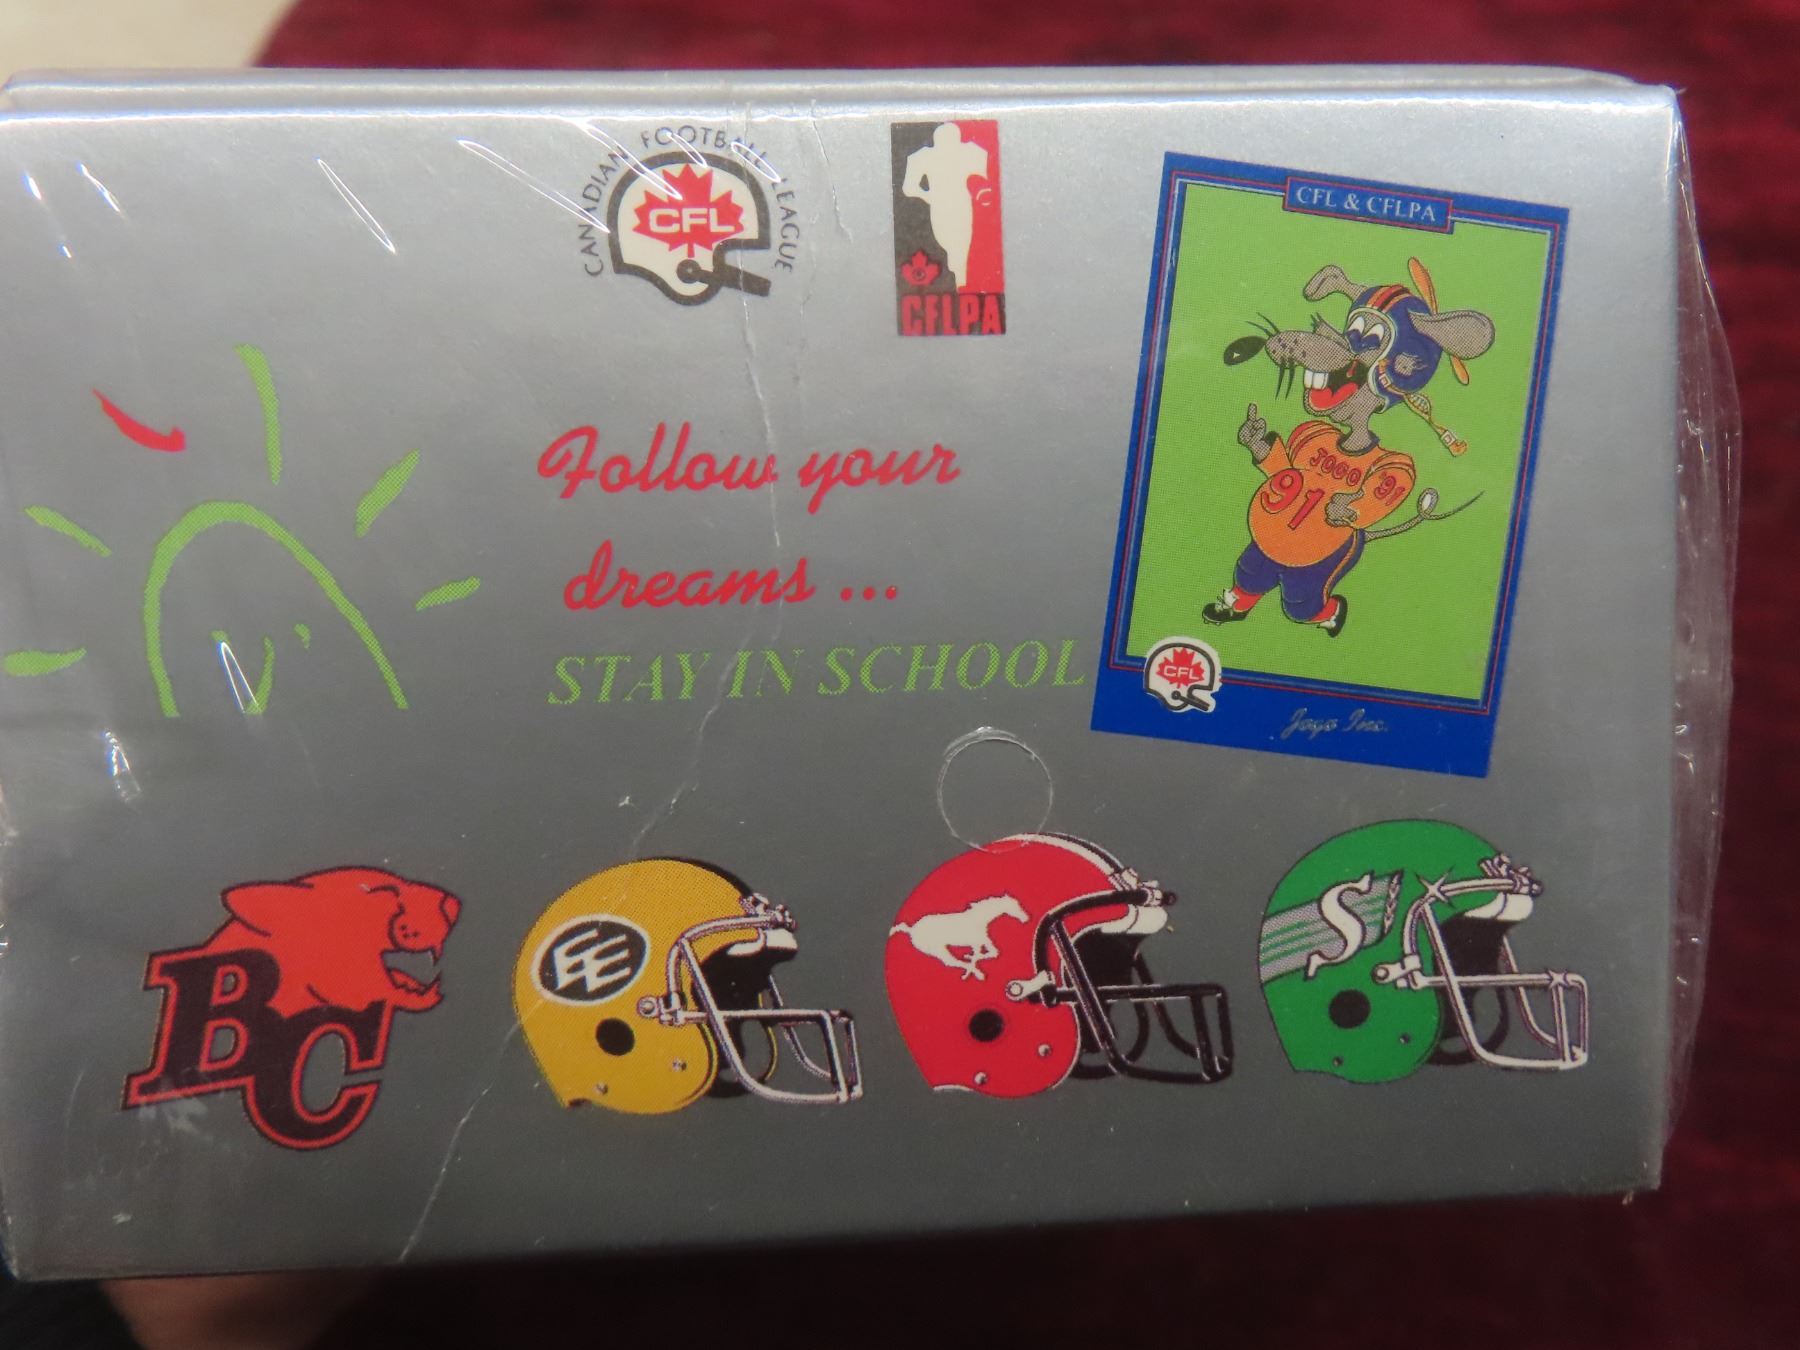 CANADIAN FOOTBALL LEAGUE
CFL
CFLPA
CFL & CFLPA
JOGO '91
91
CFL
Jogo Inc.
Follow your
dreams ...
STAY IN SCHOOL
BC
EE
S